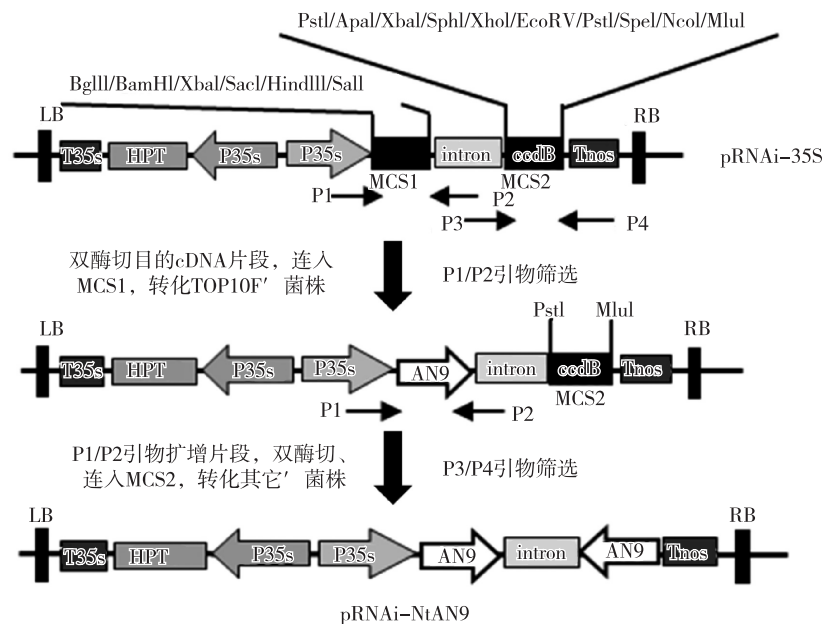 PstI/ApaI/XbaI/SphI/XhoI/EcoRV/PstI/SpeI/NcoI/MluI
BglII/BamHI/XbaI/SacI/HindIII/SalI
LB
RB
T35s HPT P35s P35s intron ccdB Tnos
pRNAi-35S
MCS1 MCS2
P1 P2
P3 P4
双酶切目的cDNA片段，连入
MCS1，转化TOP10F′ 菌株
P1/P2引物筛选
PstI MluI
LB
RB
T35s HPT P35s P35s AN9 intron ccdB Tnos
MCS2
P1 P2
P1/P2引物扩增片段，双酶切、
连入MCS2，转化其它′ 菌株
P3/P4引物筛选
LB
RB
T35s HPT P35s P35s AN9 intron AN9 Tnos
pRNAi-NtAN9